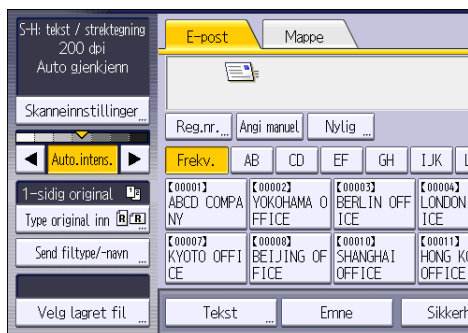 S-H: tekst / strektegning
200 dpi
Auto gjenkjenn
Skanneinnstillinger
Auto.intens.
1-sidig original
Type original inn
Send filtype/-navn
Velg lagret fil
E-post
Mappe
Reg.nr.
Angi manuel
Nylig
Frekv.
AB
CD
EF
GH
IJK
[00001]
ABCD COMPA
NY
[00002]
YOKOHAMA O
FFICE
[00003]
BERLIN OFF
ICE
[00004]
LONDON
ICE
[00007]
KYOTO OFFI
CE
[00008]
BEIJING OF
FICE
[00010]
SHANGHAI
OFFICE
[00011]
HONG KO
OFFICE
Tekst
Emne
Sikkerh